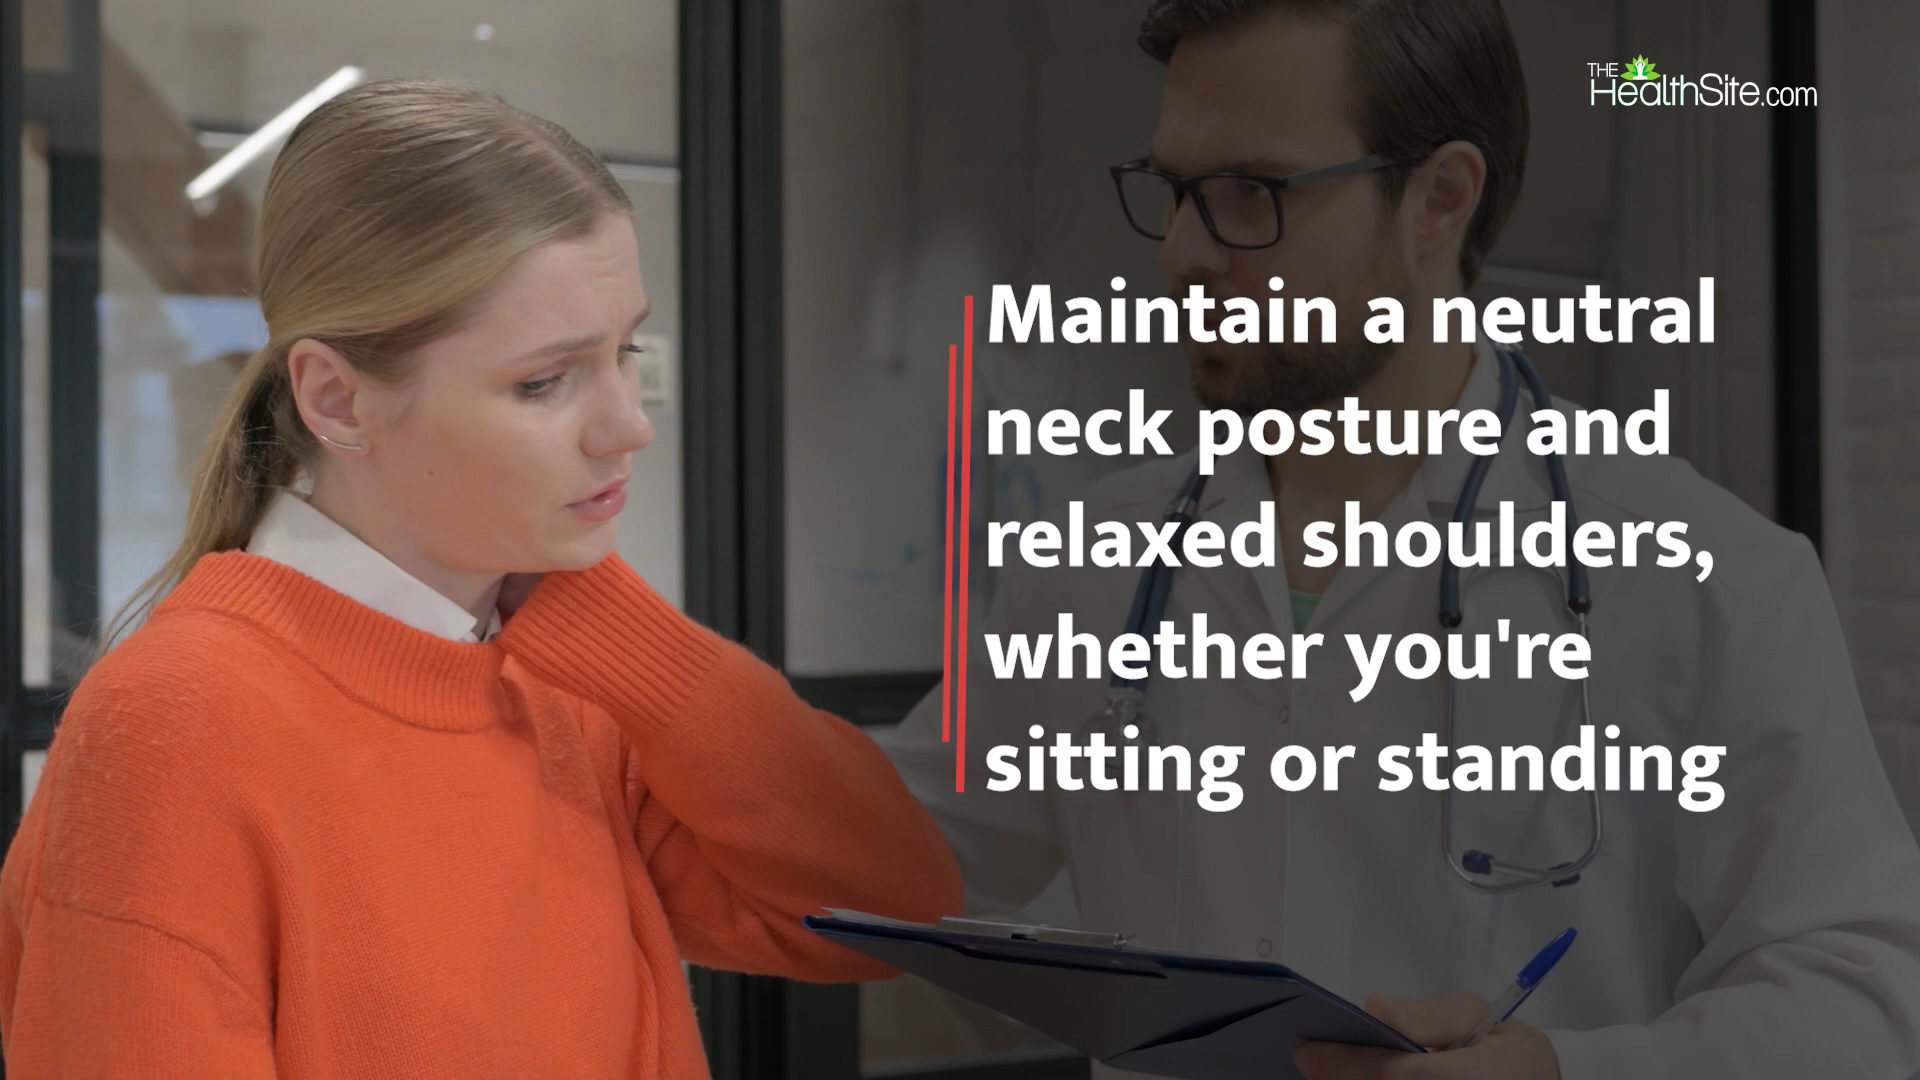 THE
HealthSite.com
Maintain a neutral
neck posture and
relaxed shoulders,
whether you're
sitting or standing